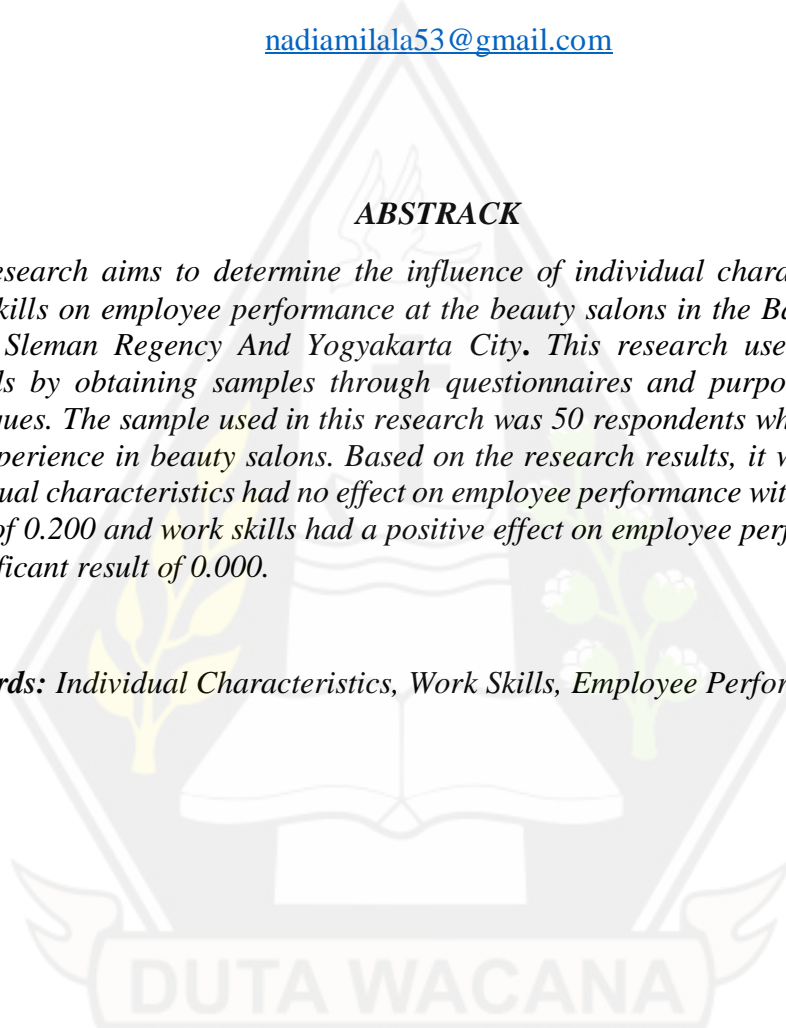 nadiamilala53@gmail.com
ABSTRACK
esearch aims to determine the influence of individual chara
kills on employee performance at the beauty salons in the Ba
Sleman Regency And Yogyakarta City. This research use
ls by obtaining samples through questionnaires and purpo
gues. The sample used in this research was 50 respondents wh
xperience in beauty salons. Based on the research results, it w
ual characteristics had no effect on employee performance wit
of 0.200 and work skills had a positive effect on employee perf
ficant result of 0.000.
rds: Individual Characteristics, Work Skills, Employee Perfor
DUTA WACANA